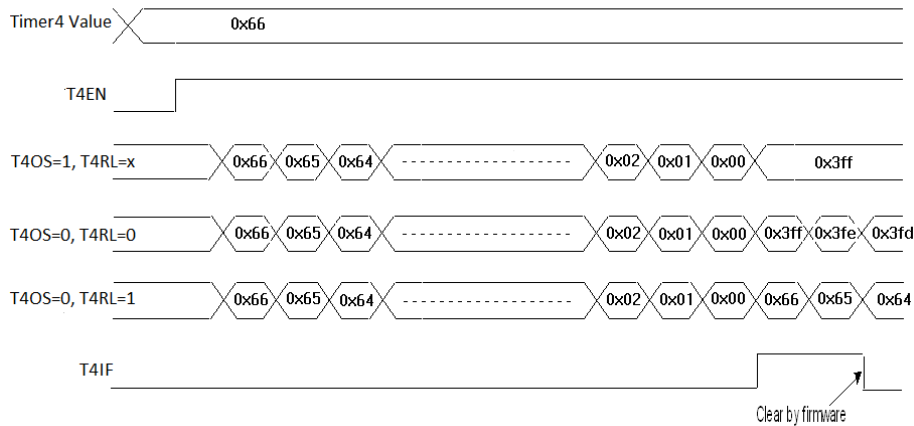 Timer4 Value 0x66
T4EN
T4OS=1, T4RL=x 0x66 0x65 0x64 0x02 0x01 0x00 0x3ff
T4OS=0, T4RL=0 0x66 0x65 0x64 0x02 0x01 0x00 0x3ff 0x3fe 0x3fd
T4OS=0, T4RL=1 0x66 0x65 0x64 0x02 0x01 0x00 0x66 0x65 0x64
T4IF
Clear by firmware